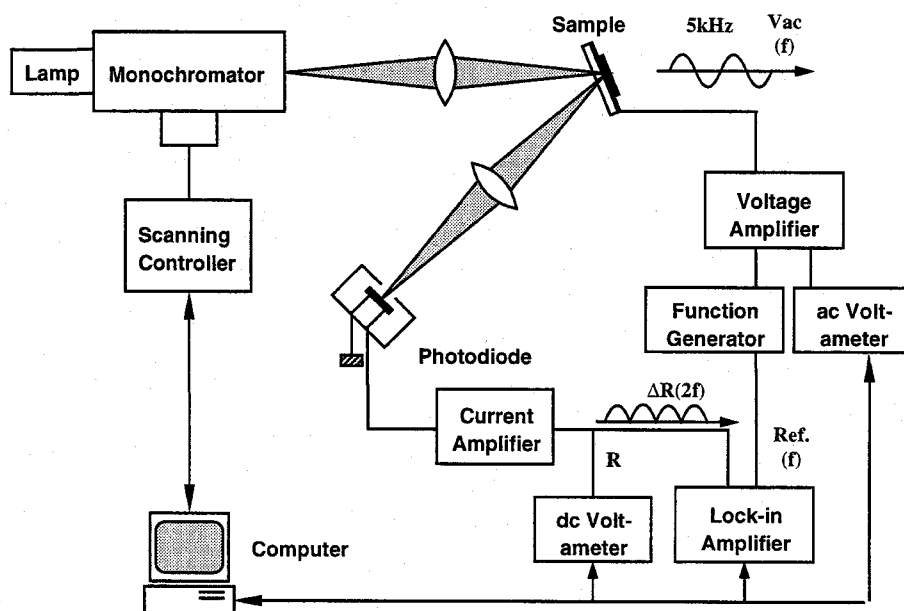 Sample
5kHz
Vac
(f)
Lamp
Monochromator
Voltage
Amplifier
Scanning
Controller
Function
Generator
ac Volt-
ameter
Photodiode
ΔR(2f)
Current
Amplifier
R
Ref.
(f)
dc Volt-
ameter
Lock-in
Amplifier
Computer